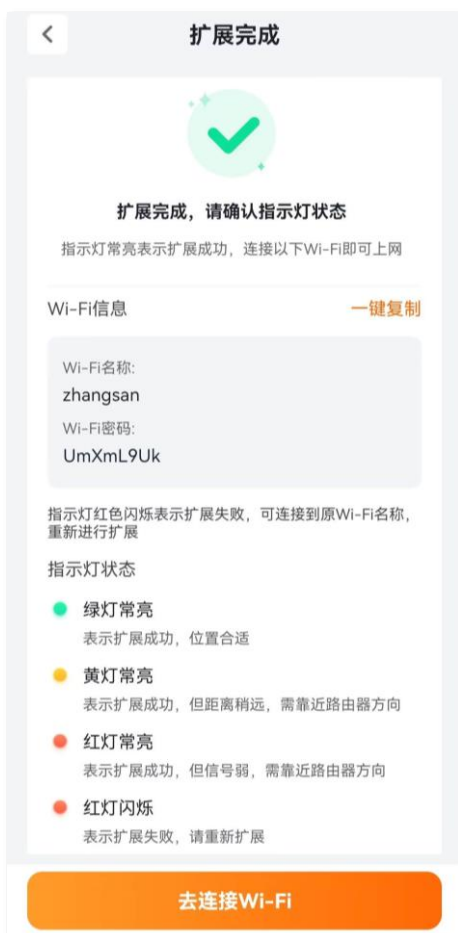 扩展完成
扩展完成，请确认指示灯状态
指示灯常亮表示扩展成功，连接以下Wi-Fi即可上网
Wi-Fi信息
一键复制
Wi-Fi名称:
zhangsan
Wi-Fi密码:
UmXmL9Uk
指示灯红色闪烁表示扩展失败，可连接到原Wi-Fi名称，
重新进行扩展
指示灯状态
绿灯常亮
表示扩展成功，位置合适
黄灯常亮
表示扩展成功，但距离稍远，需靠近路由器方向
红灯常亮
表示扩展成功，但信号弱，需靠近路由器方向
红灯闪烁
表示扩展失败，请重新扩展
去连接Wi-Fi